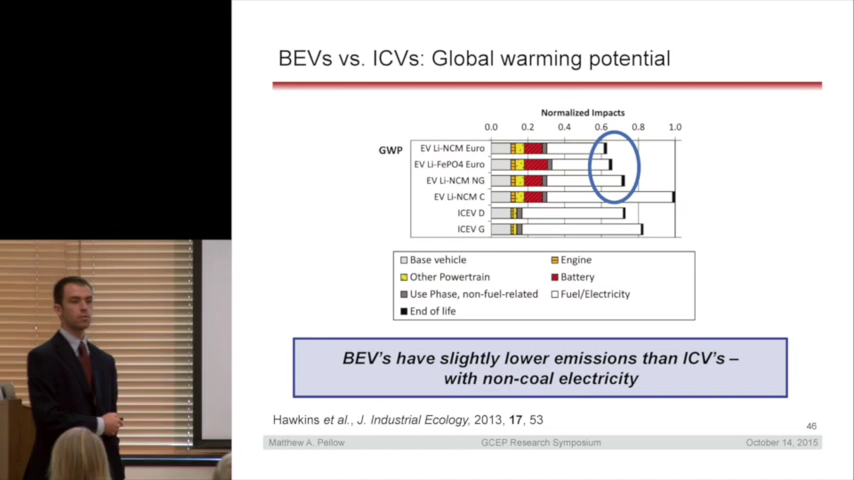 BEVs vs. ICVs: Global warming potential
Normalized Impacts
0.0 0.2 0.4 0.6 0.8 1.0
GWP
EV Li-NCM Euro
EV Li-FePO4 Euro
EV Li-NCM NG
EV Li-NCM C
ICEV D
ICEV G
Base vehicle
Engine
Other Powertrain
Battery
Use Phase, non-fuel-related
Fuel/Electricity
End of life
BEV's have slightly lower emissions than ICV's –
with non-coal electricity
Hawkins et al., J. Industrial Ecology, 2013, 17, 53
46
Matthew A. Pellow
GCEP Research Symposium
October 14, 2015